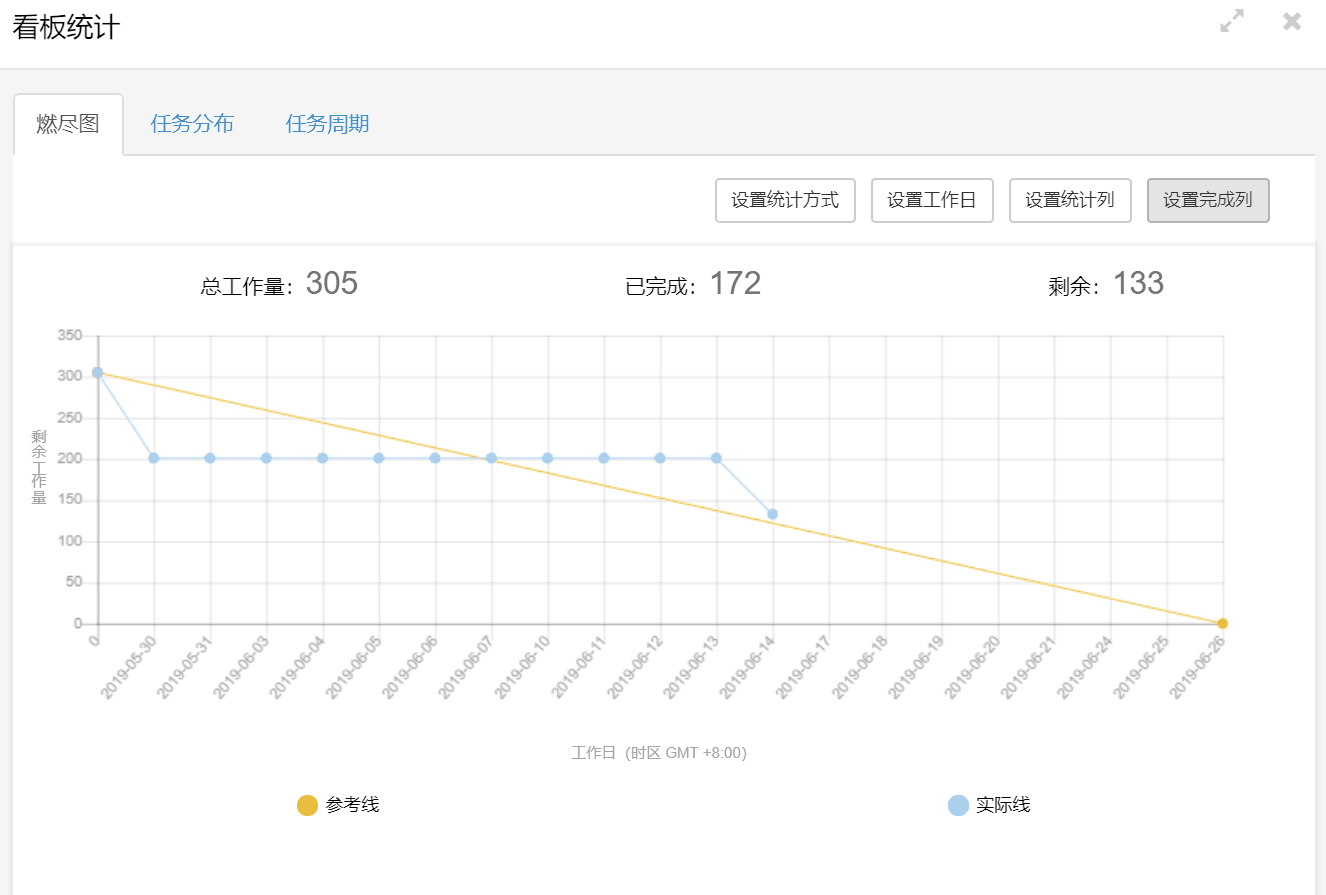 看板统计
燃尽图 任务分布 任务周期
设置统计方式 设置工作日 设置统计列 设置完成列
总工作量：305 已完成：172 剩余：133
350
300
250
200
150
100
50
0
剩余工作量
0 2019-05-30 2019-05-31 2019-06-03 2019-06-04 2019-06-05 2019-06-06 2019-06-07 2019-06-10 2019-06-11 2019-06-12 2019-06-13 2019-06-14 2019-06-17 2019-06-18 2019-06-19 2019-06-20 2019-06-21 2019-06-24 2019-06-25 2019-06-26
工作日（时区 GMT +8:00）
参考线 实际线